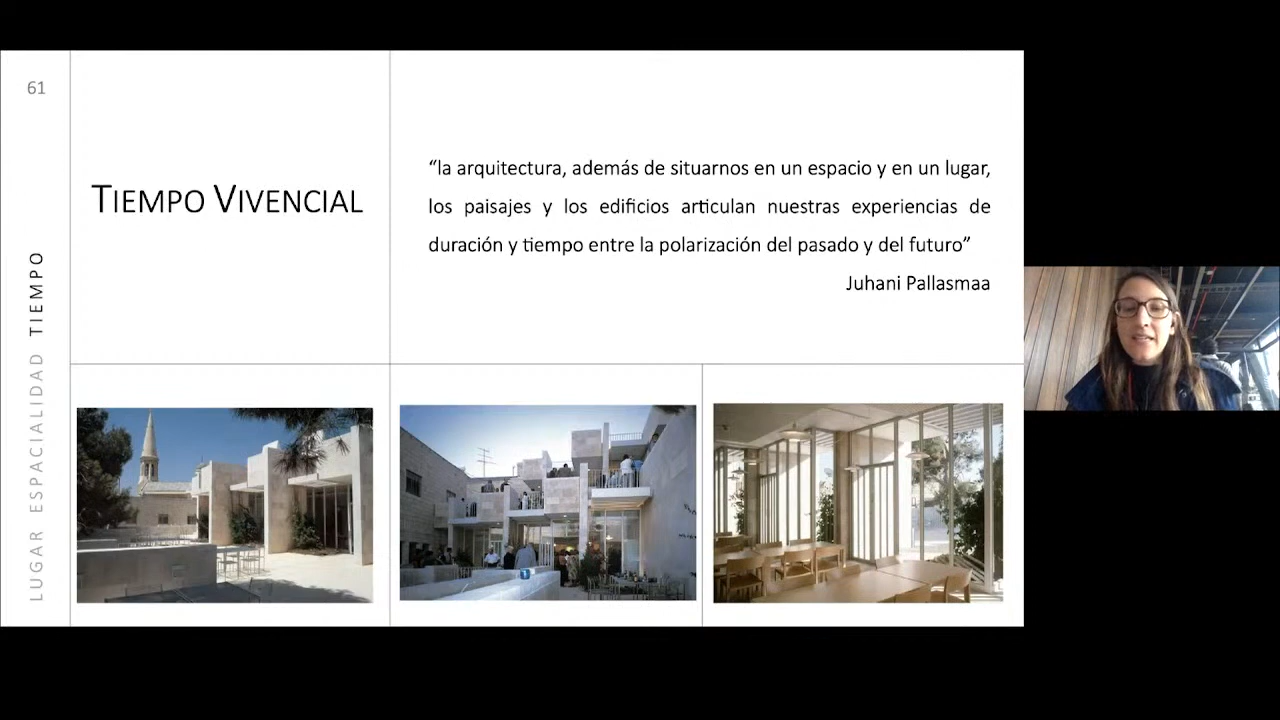 61
TIEMPO VIVENCIAL
“la arquitectura, además de situarnos en un espacio y en un lugar,
los paisajes y los edificios articulan nuestras experiencias de
duración y tiempo entre la polarización del pasado y del futuro”
Juhani Pallasmaa
LUGAR ESPACIALIDAD TIEMPO